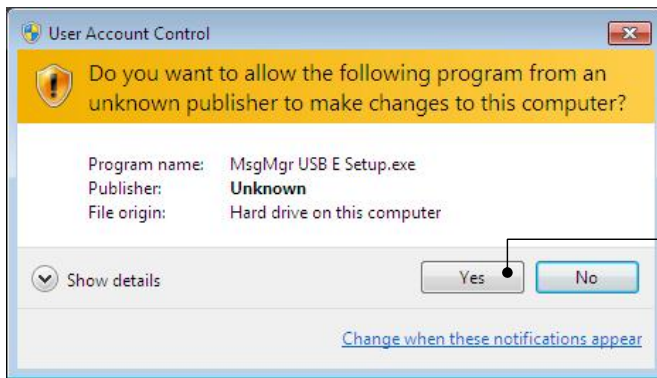 User Account Control
Do you want to allow the following program from an
unknown publisher to make changes to this computer?
Program name: MsgMgr USB E Setup.exe
Publisher: Unknown
File origin: Hard drive on this computer
Show details Yes No
Change when these notifications appear